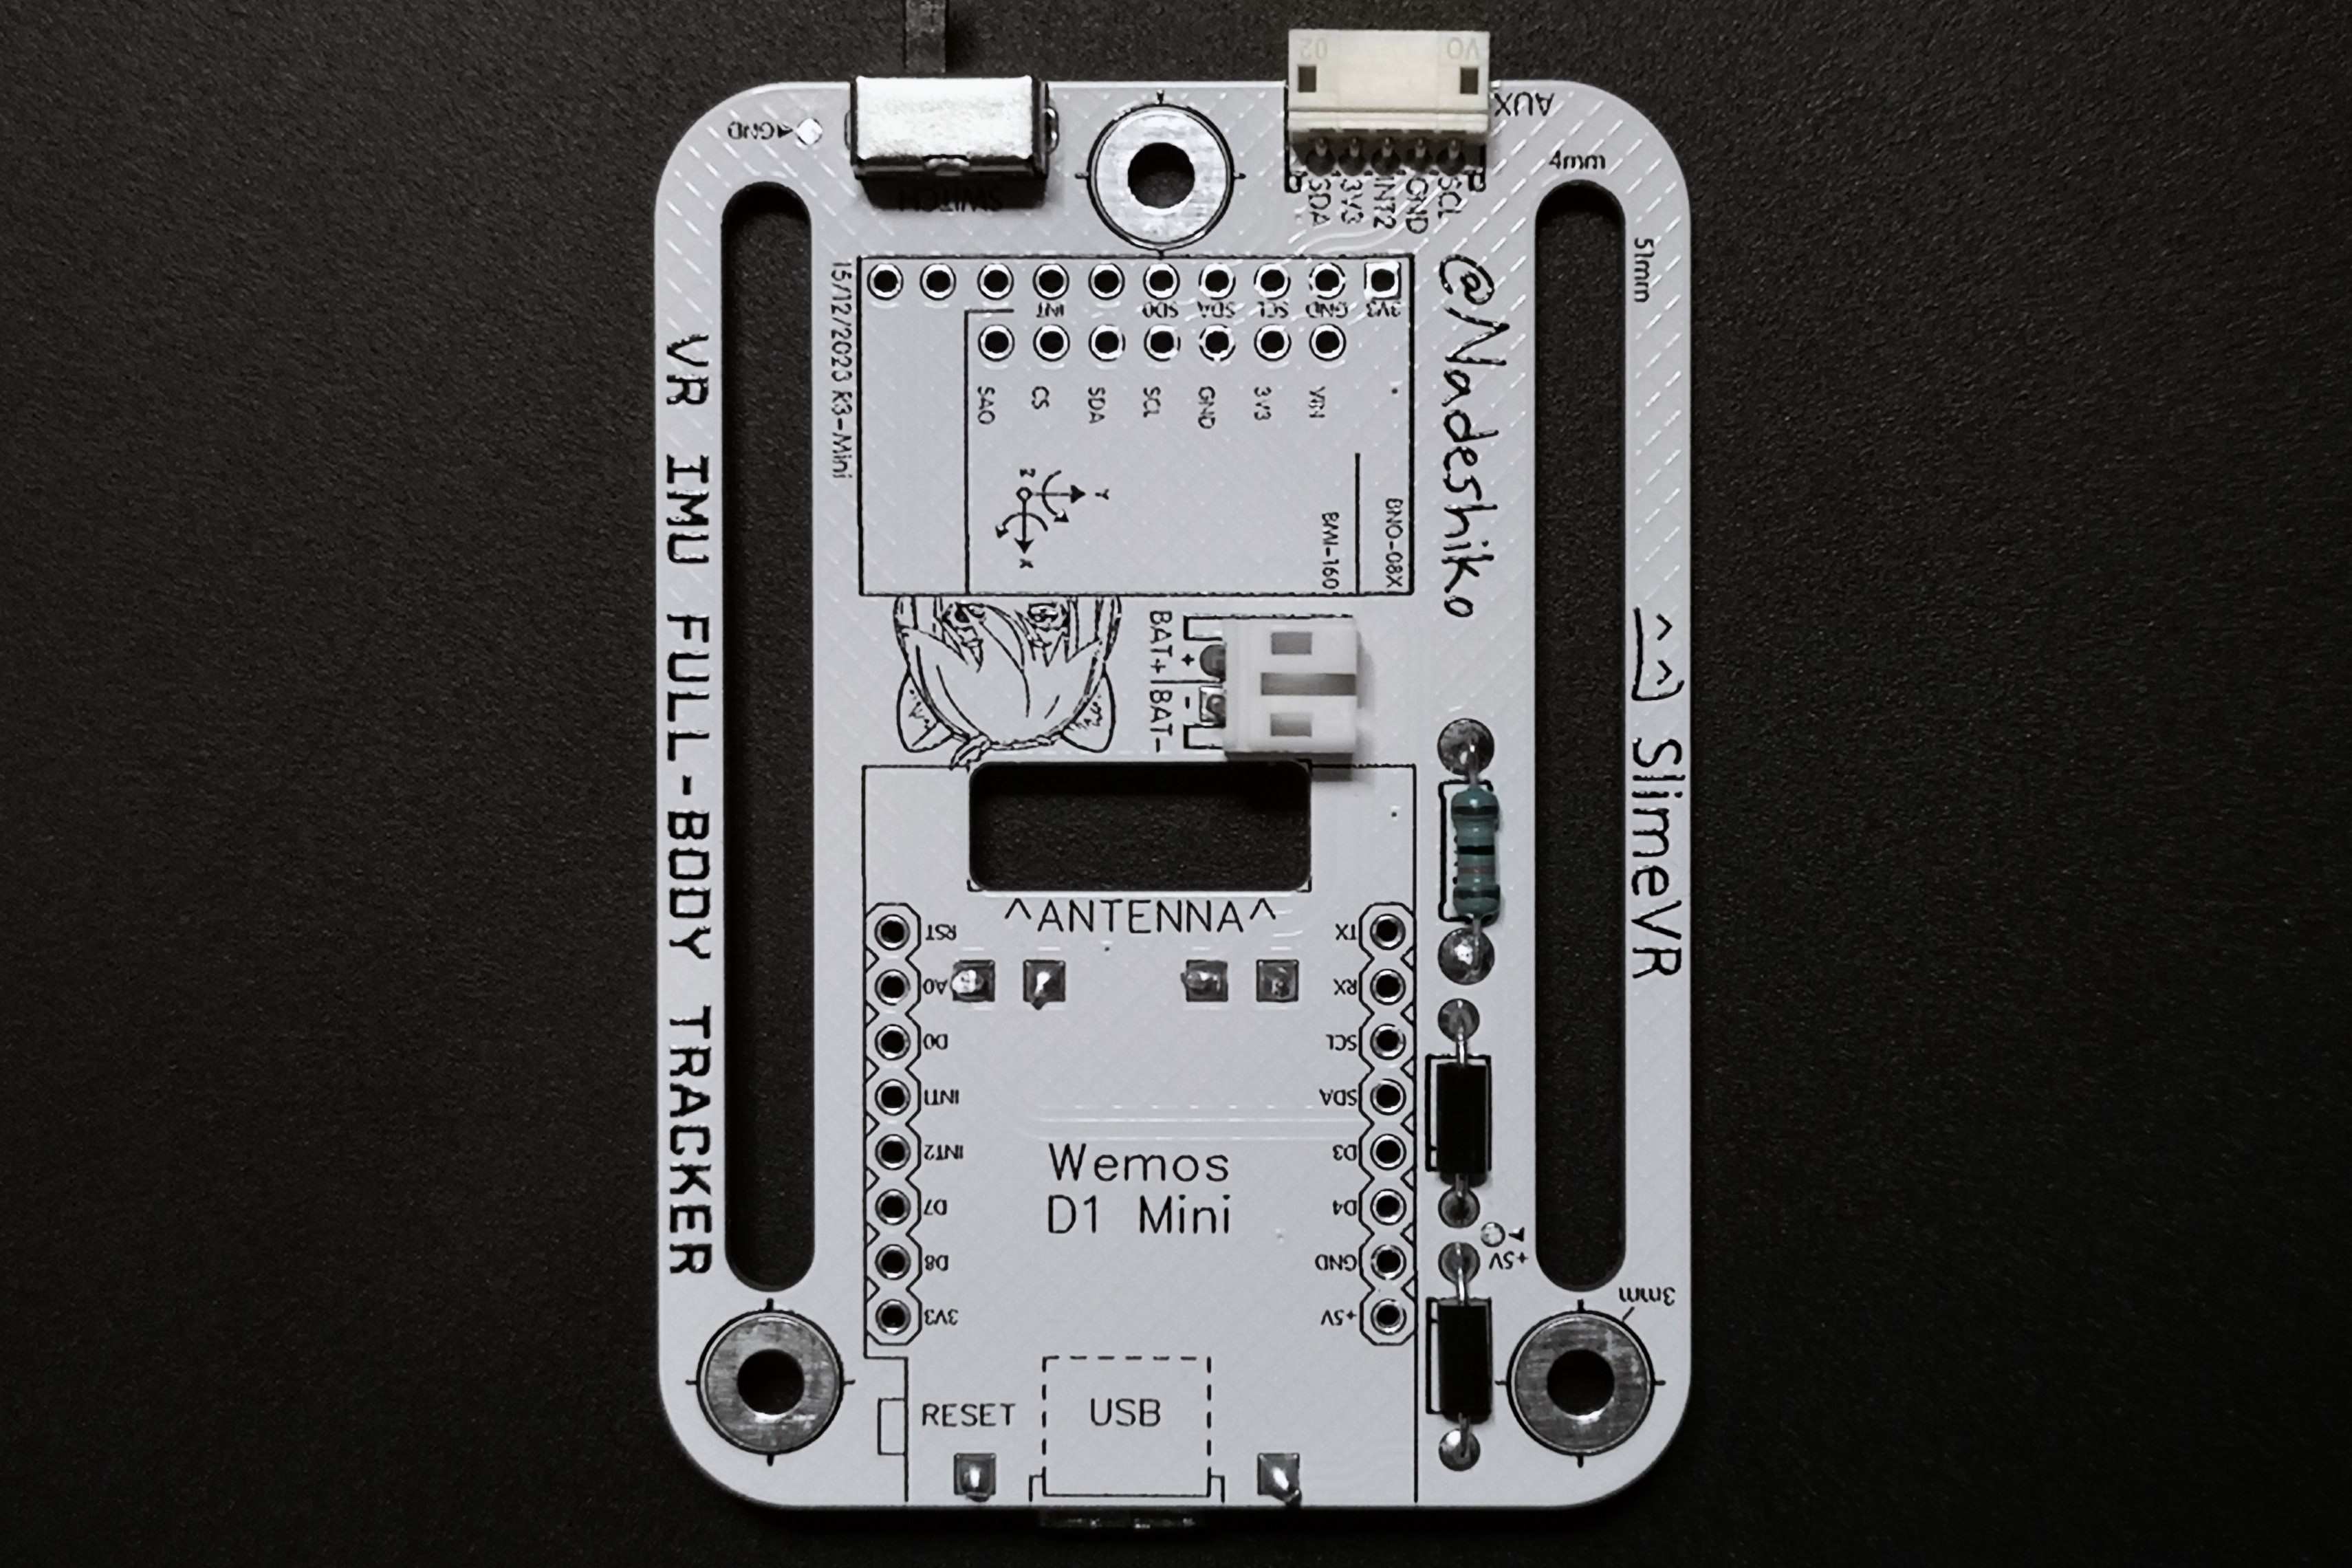 02
VO
AUX
GND
SWITCH
4mm
SDA
3V3
INT2
GND
SCL
51mm
15/12/2023 R3-Mini
@Nadeshiko
INT
SDO
SDA
SCL
GND
3V3
SAO
CS
SDA
SCL
GND
3V3
VIN
Z
Y
X
BMI-160
BNO-08X
VR IMU FULL-BODY TRACKER
BAT+|BAT-
+
-
SlimeVR
^ANTENNA^
RST
A0
D0
INT1
INT2
D7
D8
3V3
TX
RX
SCL
SDA
D3
D4
GND
+5V
Wemos
D1 Mini
+5V
3mm
RESET
USB